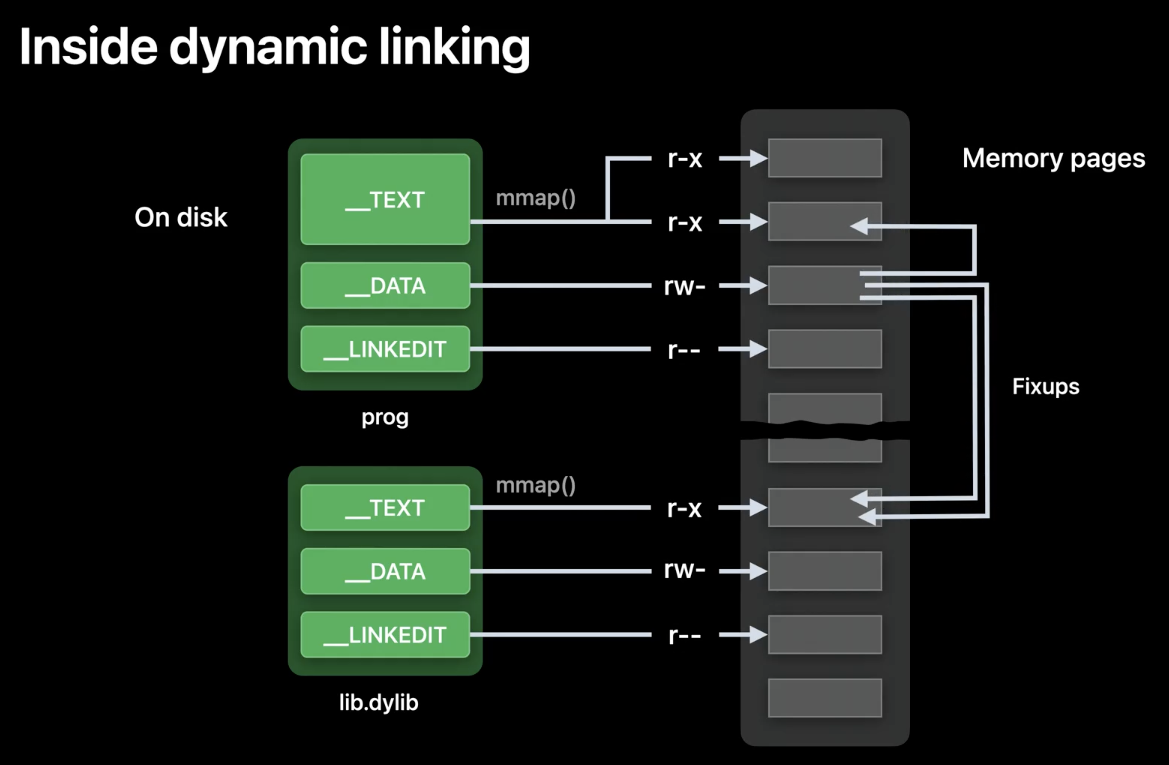 Inside dynamic linking
On disk
__TEXT
__DATA
__LINKEDIT
prog
mmap()
r-x
r-x
rw-
r--
Memory pages
Fixups
__TEXT
__DATA
__LINKEDIT
lib.dylib
mmap()
r-x
rw-
r--